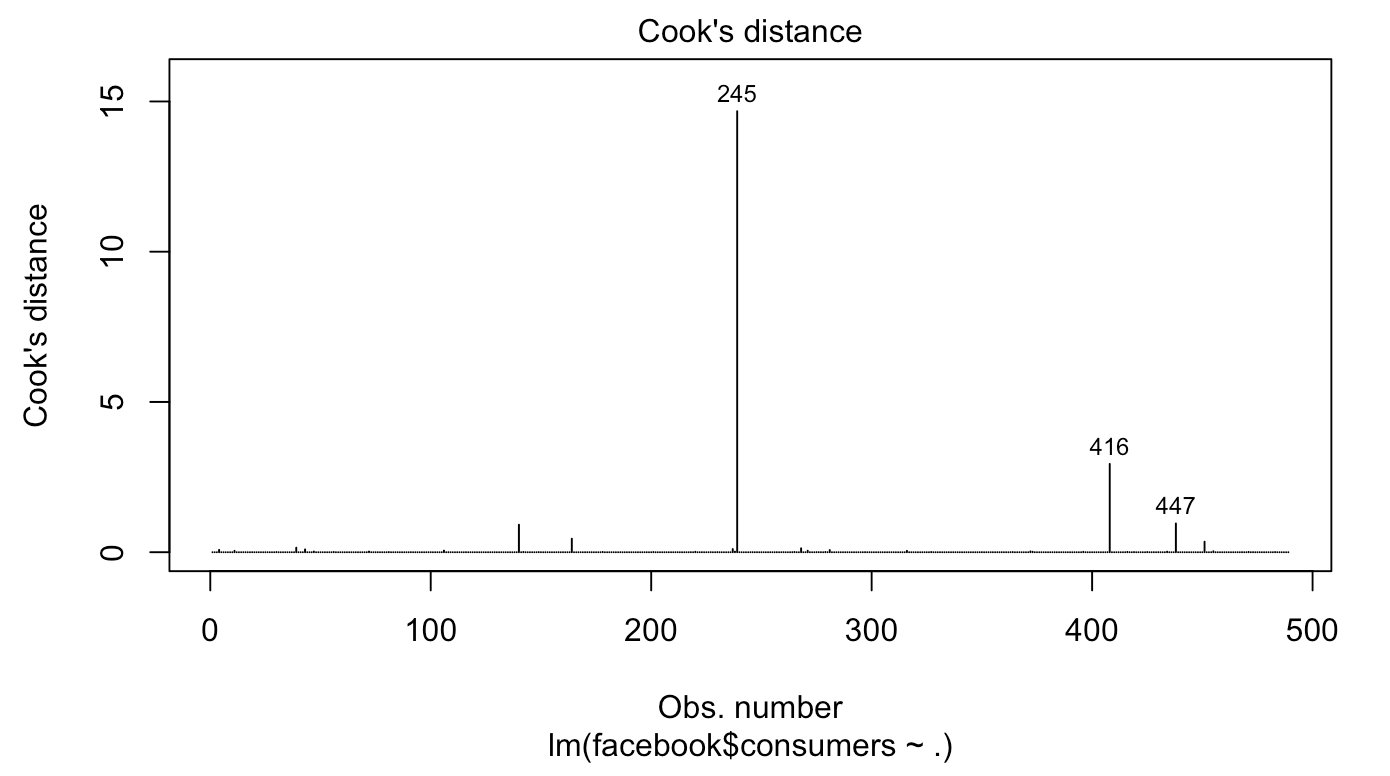 Cook's distance
Cook's distance
15
10
5
0
245
416
447
0 100 200 300 400 500
Obs. number
lm(facebook$consumers ~ .)